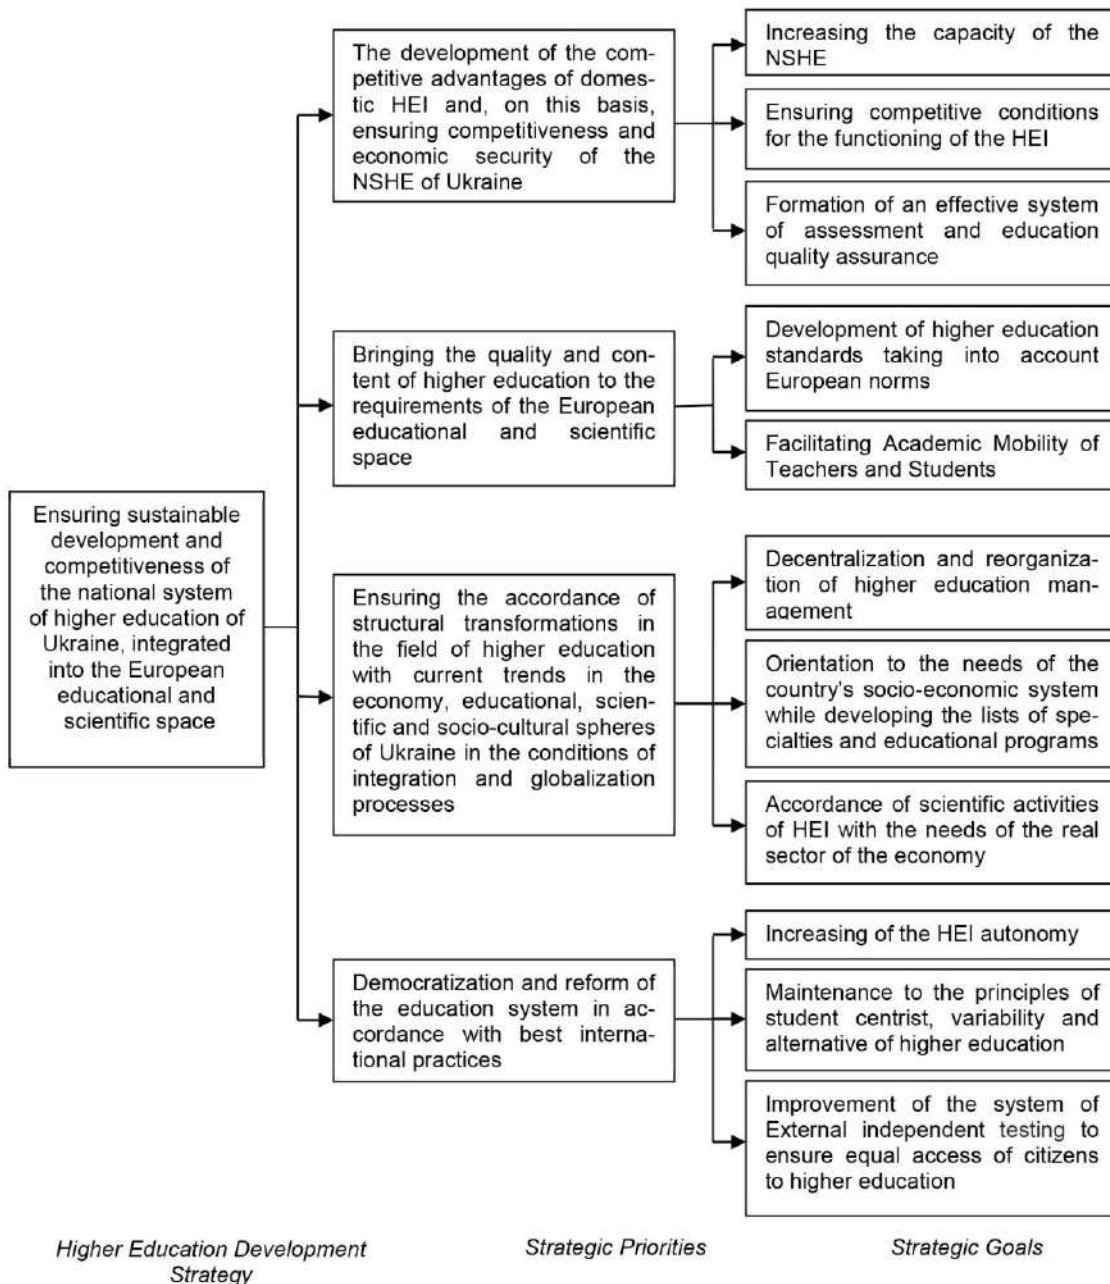 Ensuring sustainable
development and
competitiveness of
the national system
of higher education of
Ukraine, integrated
into the European
educational and
scientific space
The development of the com-
petitive advantages of domes-
tic HEI and, on this basis,
ensuring competitiveness and
economic security of the
NSHE of Ukraine
Increasing the capacity of the
NSHE
Ensuring competitive conditions
for the functioning of the HEI
Formation of an effective system
of assessment and education
quality assurance
Bringing the quality and con-
tent of higher education to the
requirements of the European
educational and scientific
space
Development of higher education
standards taking into account
European norms
Facilitating Academic Mobility of
Teachers and Students
Ensuring the accordance of
structural transformations in
the field of higher education
with current trends in the
economy, educational, scien-
tific and socio-cultural spheres
of Ukraine in the conditions of
integration and globalization
processes
Decentralization and reorganiza-
tion of higher education man-
agement
Orientation to the needs of the
country's socio-economic system
while developing the lists of spe-
cialties and educational programs
Accordance of scientific activities
of HEI with the needs of the real
sector of the economy
Democratization and reform of
the education system in ac-
cordance with best interna-
tional practices
Increasing of the HEI autonomy
Maintenance to the principles of
student centrist, variability and
alternative of higher education
Improvement of the system of
External independent testing to
ensure equal access of citizens
to higher education
Higher Education Development
Strategy
Strategic Priorities
Strategic Goals